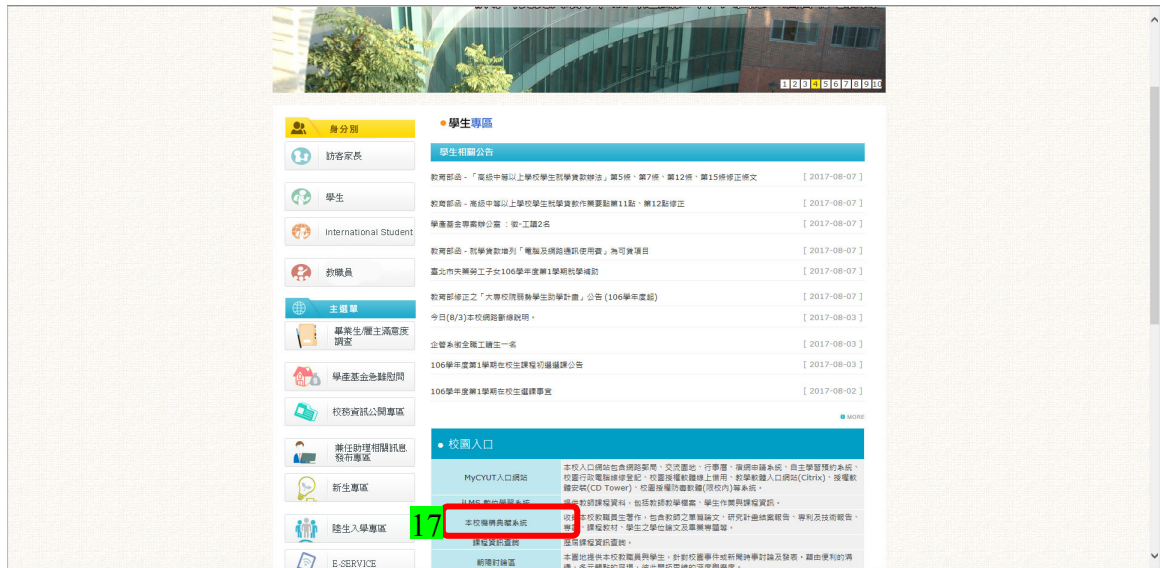 1 2 3 4 5 6 7 8 9 10
身分別
訪客家長
學生
International Student
教職員
主選單
畢業生/雇主滿意度
調查
學產基金急難慰問
校務資訊公開專區
兼任助理相關訊息
發布專區
新生專區
陸生入學專區
E-SERVICE
學生專區
學生相關公告
教育部函 - 「高級中等以上學校學生就學貸款辦法」第5條、第7條、第12條、第15條修正條文 [ 2017-08-07 ]
教育部函 - 高級中等以上學校學生就學貸款作業要點第11點、第12點修正 [ 2017-08-07 ]
學產基金專案辦公室 : 徵-工讀2名 [ 2017-08-07 ]
教育部函 - 就學貸款增列「電腦及網路通訊使用費」為可貸項目 [ 2017-08-07 ]
臺北市失業勞工子女106學年度第1學期就學補助 [ 2017-08-07 ]
教育部修正之「大專校院弱勢學生助學計畫」公告 (106學年度起) [ 2017-08-07 ]
今日(8/3)本校網路斷線說明。 [ 2017-08-03 ]
企管系徵全職工讀生一名 [ 2017-08-03 ]
106學年度第1學期在校生課程初選選課公告 [ 2017-08-03 ]
106學年度第1學期在校生選課事宜 [ 2017-08-02 ]
MORE
校園入口
MyCYUT入口網站
本校入口網站包含網路郵局、交流園地、行事曆、宿網申請系統、自主學習預約系統、
校園行政電腦維修登記、校園授權軟體線上借用、教學軟體入口網站(Citrix)、授權軟
體安裝(CD Tower)、校園授權防毒軟體(限校內)等系統。
iLMS 數位學習系統
提供教師課程資料，包括教師教學檔案、學生作業與課程資訊。
17
本校機構典藏系統
收錄本校教職員生著作，包含教師之單篇論文、研究計畫結案報告、專利及技術報告、
專書、課程教材、學生之學位論文及畢業專題等。
課程資訊查詢
歷屆課程資訊查詢。
朝陽討論區
本園地提供本校教職員與學生，針對校園事件或新聞時事討論及發表，藉由便利的溝